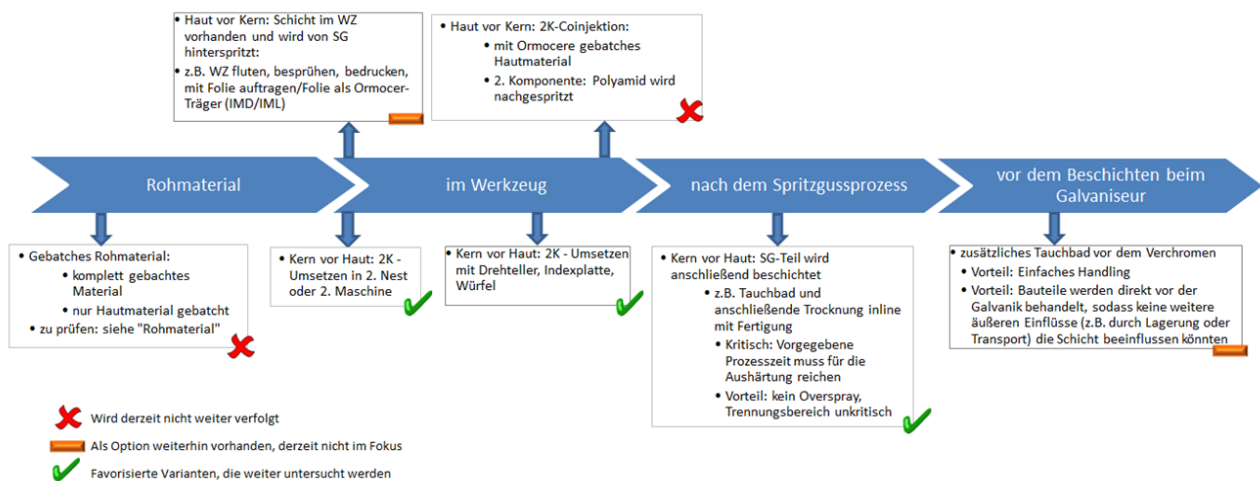 • Haut vor Kern: Schicht im WZ
vorhanden und wird von SG
hinterspritzt:
• z.B. WZ fluten, besprühen, bedrucken,
mit Folie auftragen/Folie als Ormocer-
Träger (IMD/IML)
• Haut vor Kern: 2K-Coinjektion:
• mit Ormocere gebatches
Hautmaterial
• 2. Komponente: Polyamid wird
nachgespritzt
Rohmaterial
im Werkzeug
nach dem Spritzgussprozess
vor dem Beschichten beim
Galvaniseur
• Gebatches Rohmaterial:
• komplett gebachtes
Material
• nur Hautmaterial gebatcht
• zu prüfen: siehe "Rohmaterial"
• Kern vor Haut: 2K -
Umsetzen in 2. Nest
oder 2. Maschine
• Kern vor Haut: 2K - Umsetzen
mit Drehteller, Indexplatte,
Würfel
• Kern vor Haut: SG-Teil wird
anschließend beschichtet
• z.B. Tauchbad und
anschließende Trocknung inline
mit Fertigung
• Kritisch: Vorgegebene
Prozesszeit muss für die
Aushärtung reichen
• Vorteil: kein Overspray,
Trennungsbereich unkritisch
• zusätzliches Tauchbad vor dem Verchromen
• Vorteil: Einfaches Handling
• Vorteil: Bauteile werden direkt vor der
Galvanik behandelt, sodass keine weitere
äußeren Einflüsse (z.B. durch Lagerung oder
Transport) die Schicht beeinflussen könnten
Wird derzeit nicht weiter verfolgt
Als Option weiterhin vorhanden, derzeit nicht im Fokus
Favorisierte Varianten, die weiter untersucht werden